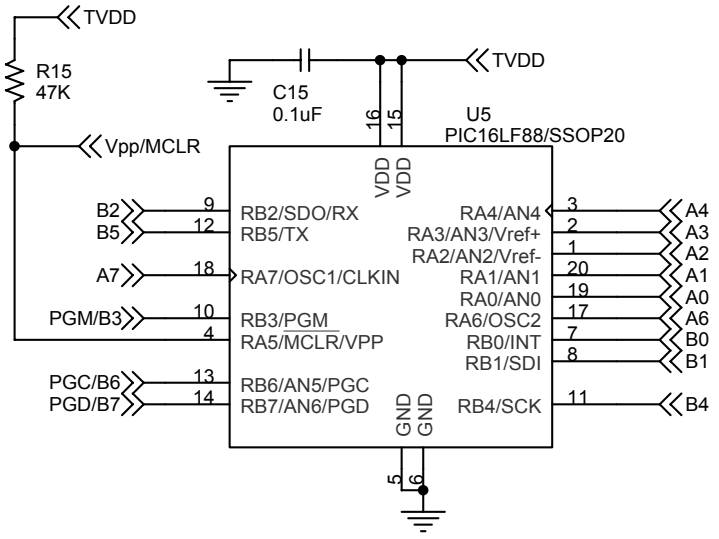 TVDD
R15
47K
TVDD
C15
0.1uF
U5
PIC16LF88/SSOP20
Vpp/MCLR
16
15
VDD
VDD
B2 9 RB2/SDO/RX
B5 12 RB5/TX
A7 18 RA7/OSC1/CLKIN
PGM/B3 10 RB3/PGM
4 RA5/MCLR/VPP
PGC/B6 13 RB6/AN5/PGC
PGD/B7 14 RB7/AN6/PGD
RA4/AN4 3 A4
RA3/AN3/Vref+ 2 A3
RA2/AN2/Vref- 1 A2
RA1/AN1 20 A1
RA0/AN0 19 A0
RA6/OSC2 17 A6
RB0/INT 7 B0
RB1/SDI 8 B1
RB4/SCK 11 B4
GND
GND
5
6